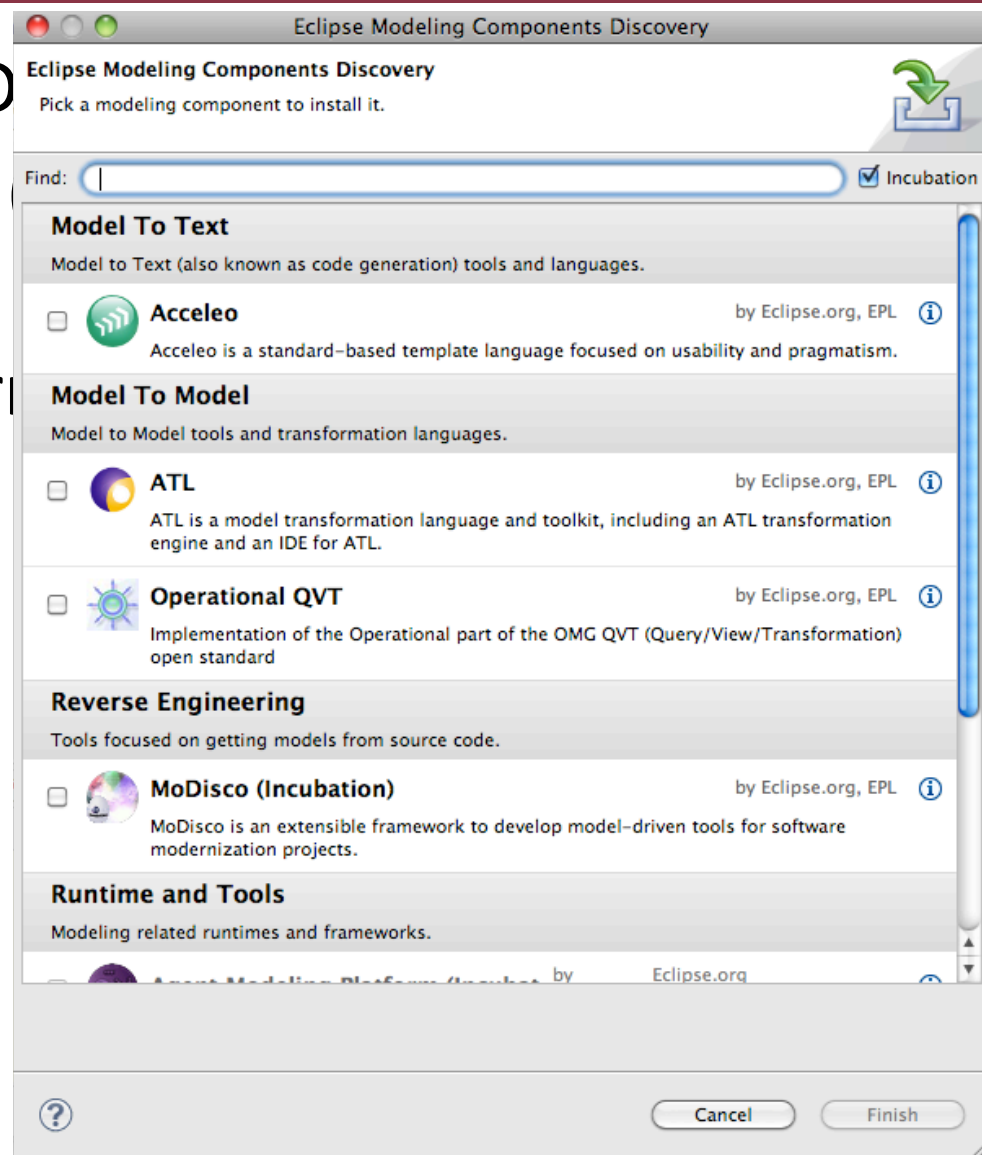 Eclipse Modeling Components Discovery
Eclipse Modeling Components Discovery
Pick a modeling component to install it.
Find:
Incubation
Model To Text
Model to Text (also known as code generation) tools and languages.
Acceleo
by Eclipse.org, EPL
Acceleo is a standard-based template language focused on usability and pragmatism.
Model To Model
Model to Model tools and transformation languages.
ATL
by Eclipse.org, EPL
ATL is a model transformation language and toolkit, including an ATL transformation
engine and an IDE for ATL.
Operational QVT
by Eclipse.org, EPL
Implementation of the Operational part of the OMG QVT (Query/View/Transformation)
open standard
Reverse Engineering
Tools focused on getting models from source code.
MoDisco (Incubation)
by Eclipse.org, EPL
MoDisco is an extensible framework to develop model-driven tools for software
modernization projects.
Runtime and Tools
Modeling related runtimes and frameworks.
Agent Modeling Platform (Incubat
by Eclipse.org
Cancel
Finish